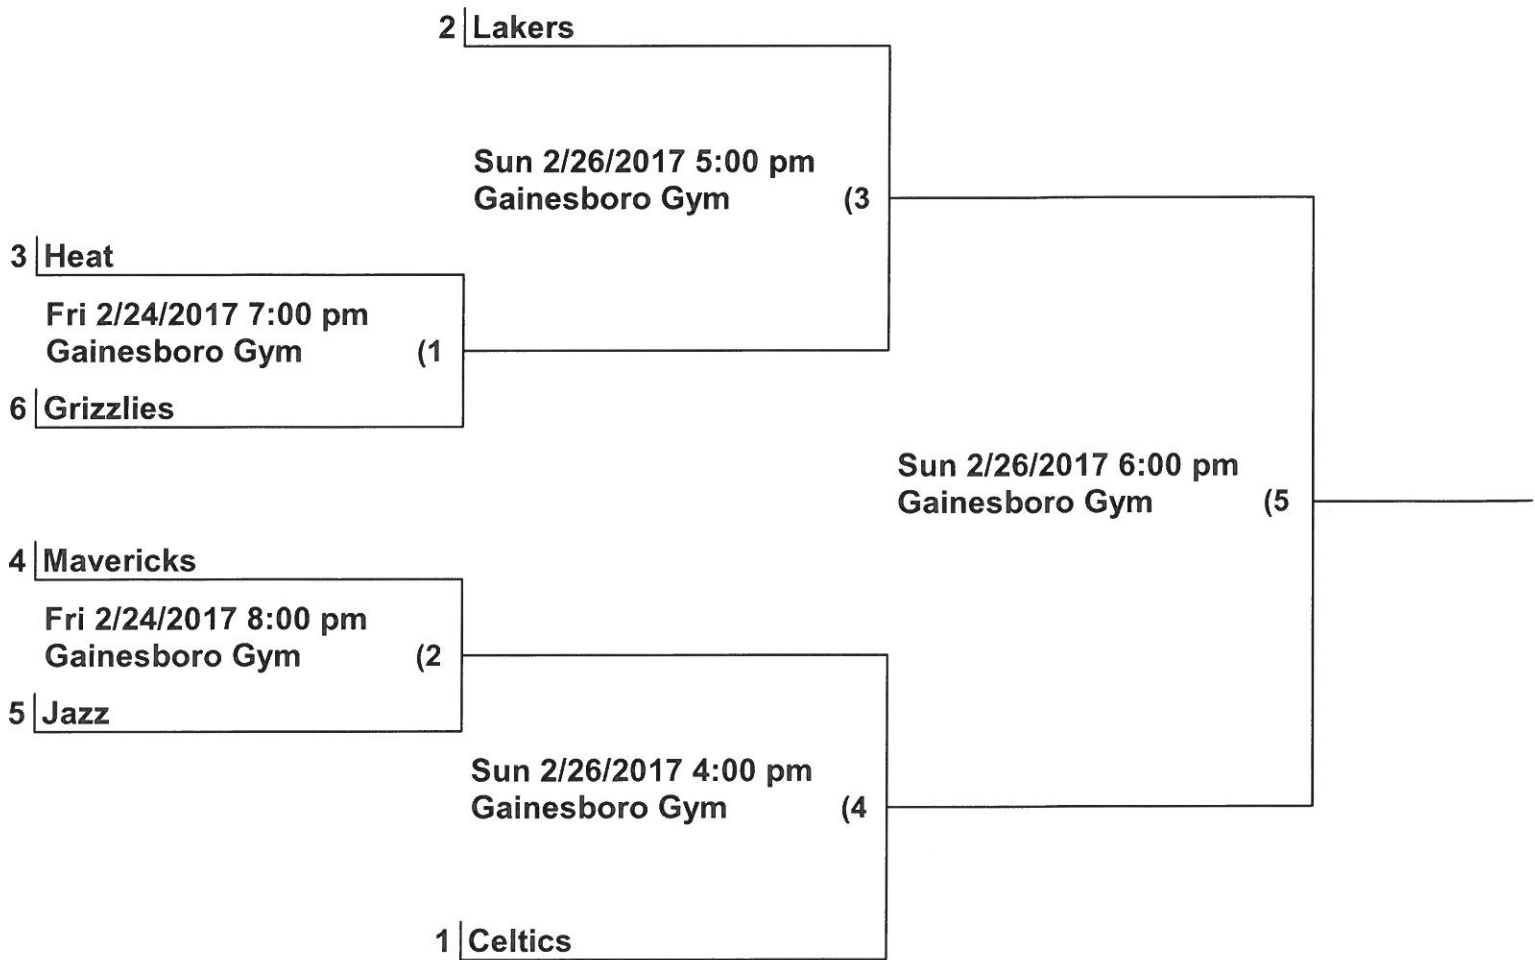 2 Lakers
Sun 2/26/2017 5:00 pm
Gainesboro Gym (3
3 Heat
Fri 2/24/2017 7:00 pm
Gainesboro Gym (1
6 Grizzlies
Sun 2/26/2017 6:00 pm
Gainesboro Gym (5
4 Mavericks
Fri 2/24/2017 8:00 pm
Gainesboro Gym (2
5 Jazz
Sun 2/26/2017 4:00 pm
Gainesboro Gym (4
1 Celtics